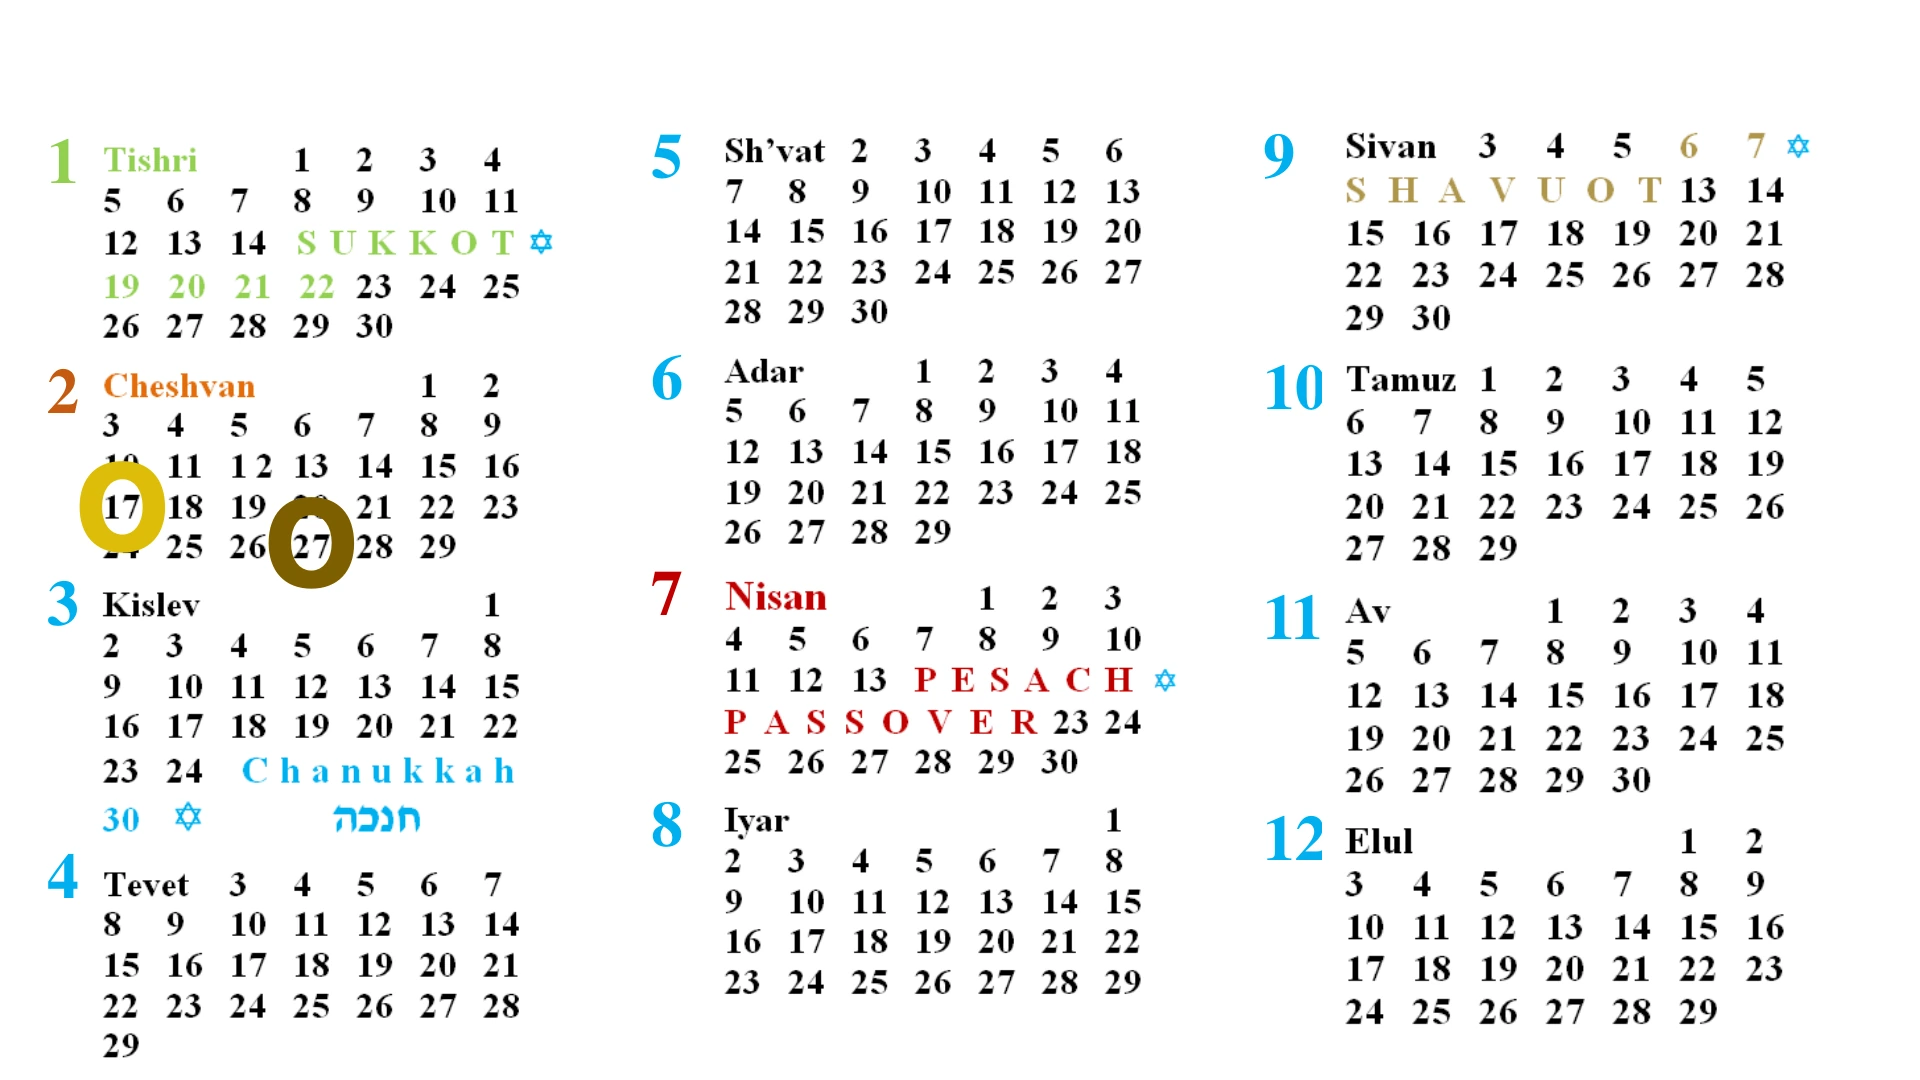 1 Tishri 1 2 3 4
5 6 7 8 9 10 11
12 13 14 S U K K O T
19 20 21 22 23 24 25
26 27 28 29 30
2 Cheshvan 1 2
3 4 5 6 7 8 9
10 11 1 2 13 14 15 16
17 18 19 20 21 22 23
24 25 26 27 28 29
3 Kislev 1
2 3 4 5 6 7 8
9 10 11 12 13 14 15
16 17 18 19 20 21 22
23 24 C h a n u k k a h
30 חנכה
4 Tevet 3 4 5 6 7
8 9 10 11 12 13 14
15 16 17 18 19 20 21
22 23 24 25 26 27 28
29
5 Sh’vat 2 3 4 5 6
7 8 9 10 11 12 13
14 15 16 17 18 19 20
21 22 23 24 25 26 27
28 29 30
6 Adar 1 2 3 4
5 6 7 8 9 10 11
12 13 14 15 16 17 18
19 20 21 22 23 24 25
26 27 28 29
7 Nisan 1 2 3
4 5 6 7 8 9 10
11 12 13 P E S A C H
P A S S O V E R 23 24
25 26 27 28 29 30
8 Iyar 1
2 3 4 5 6 7 8
9 10 11 12 13 14 15
16 17 18 19 20 21 22
23 24 25 26 27 28 29
9 Sivan 3 4 5 6 7
S H A V U O T 13 14
15 16 17 18 19 20 21
22 23 24 25 26 27 28
29 30
10 Tamuz 1 2 3 4 5
6 7 8 9 10 11 12
13 14 15 16 17 18 19
20 21 22 23 24 25 26
27 28 29
11 Av 1 2 3 4
5 6 7 8 9 10 11
12 13 14 15 16 17 18
19 20 21 22 23 24 25
26 27 28 29 30
12 Elul 1 2
3 4 5 6 7 8 9
10 11 12 13 14 15 16
17 18 19 20 21 22 23
24 25 26 27 28 29